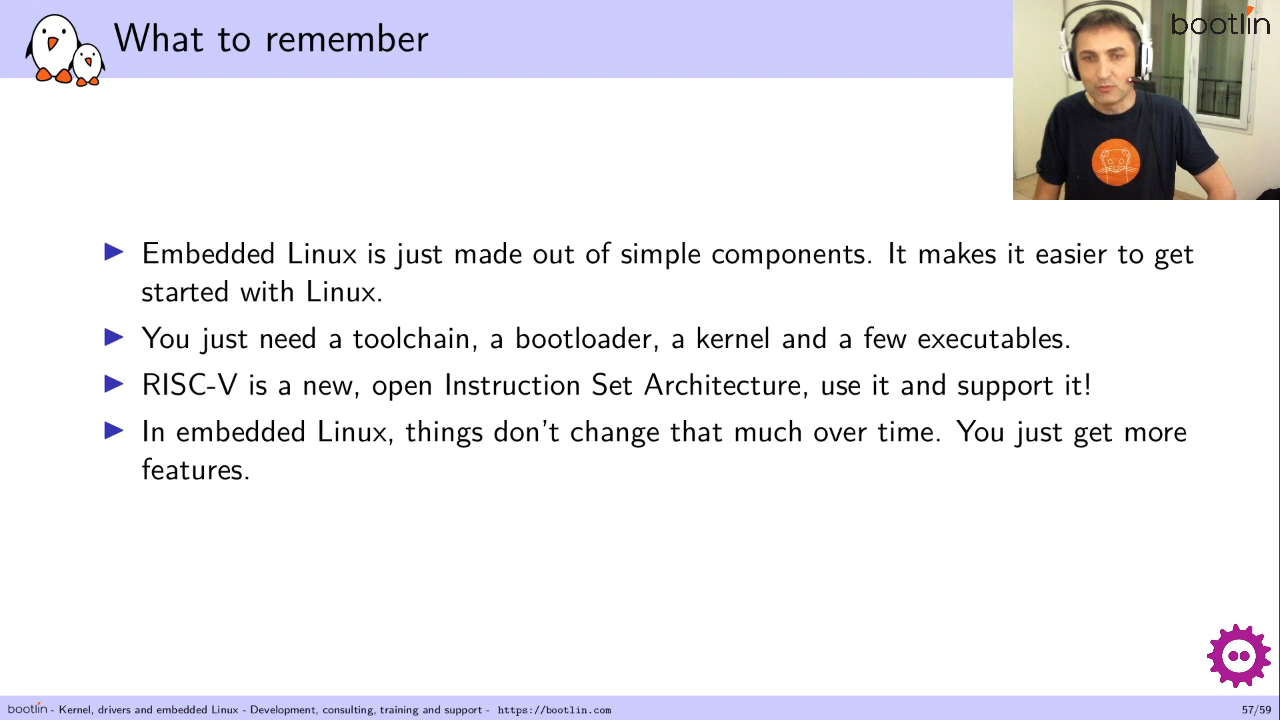 What to remember
bootlin
▶ Embedded Linux is just made out of simple components. It makes it easier to get
started with Linux.
▶ You just need a toolchain, a bootloader, a kernel and a few executables.
▶ RISC-V is a new, open Instruction Set Architecture, use it and support it!
▶ In embedded Linux, things don't change that much over time. You just get more
features.
bootlin - Kernel, drivers and embedded Linux - Development, consulting, training and support - https://bootlin.com
57/59